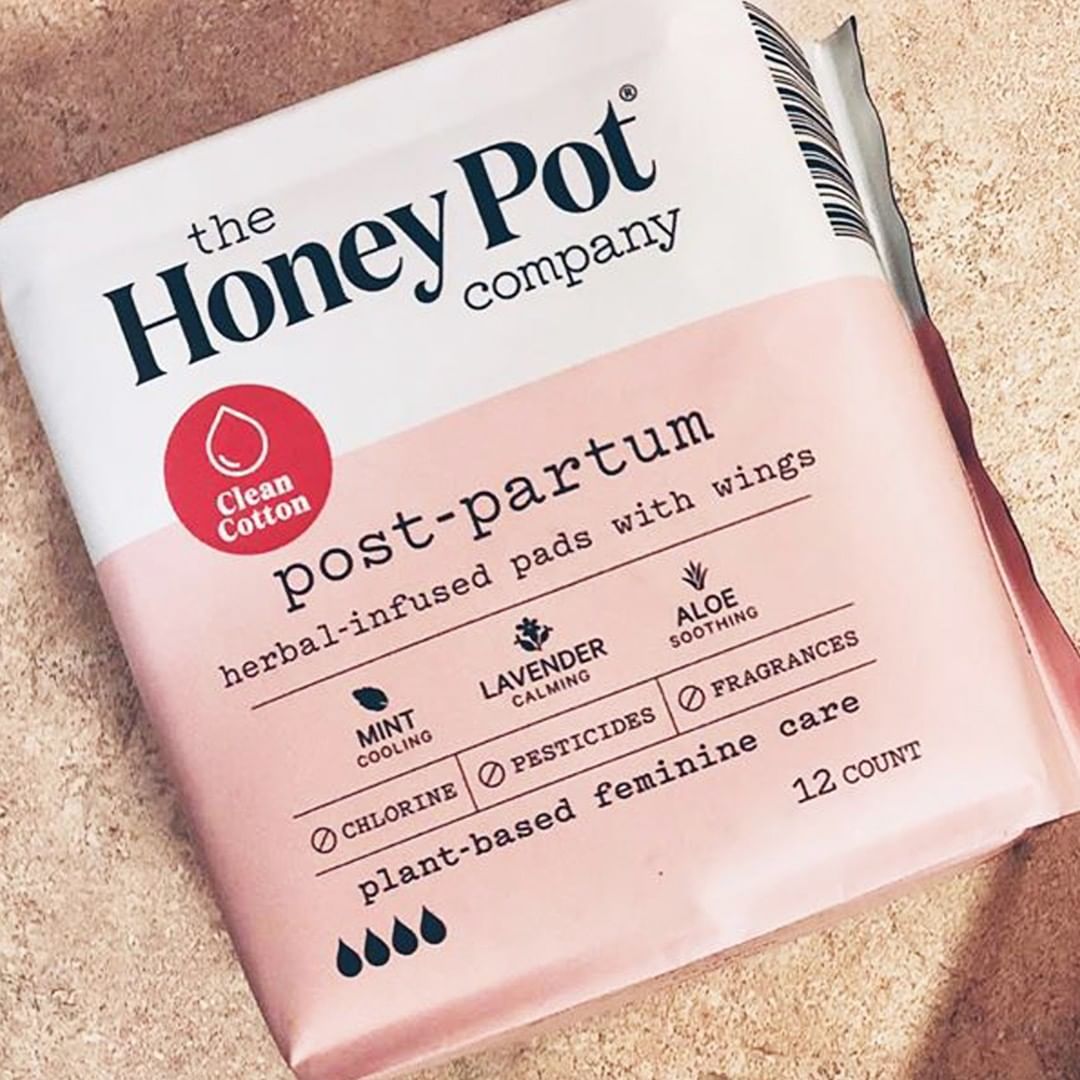 the
Honey Pot®
company
Clean
Cotton
post-partum
herbal-infused pads with wings
MINT
COOLING
LAVENDER
CALMING
ALOE
SOOTHING
CHLORINE
PESTICIDES
FRAGRANCES
plant-based feminine care
12 COUNT